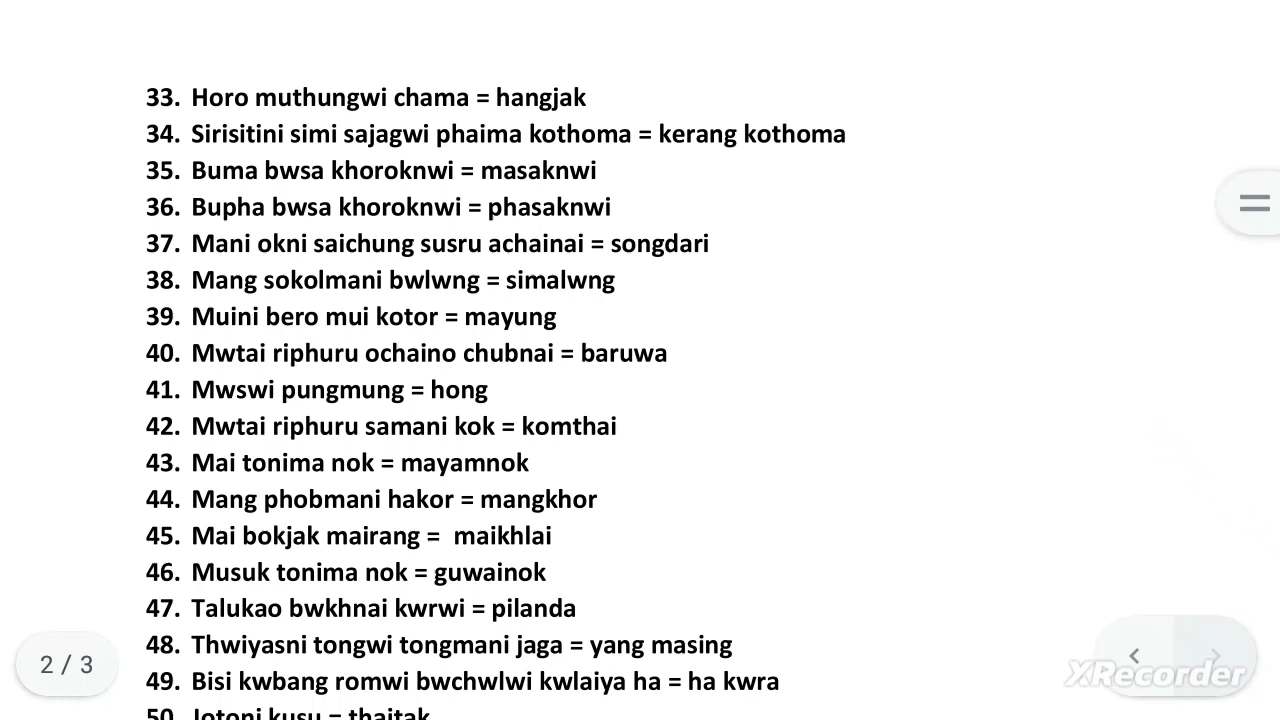 33. Horo muthungwi chama = hangjak
34. Sirisitini simi sajagwi phaima kothoma = kerang kothoma
35. Buma bwsa khoroknwi = masaknwi
36. Bupha bwsa khoroknwi = phasaknwi
37. Mani okni saichung susru achainai = songdari
38. Mang sokolmani bwlwng = simalwng
39. Muini bero mui kotor = mayung
40. Mwtai riphuru ochaino chubnai = baruwa
41. Mwswi pungmung = hong
42. Mwtai riphuru samani kok = komthai
43. Mai tonima nok = mayamnok
44. Mang phobmani hakor = mangkhor
45. Mai bokjak mairang =  maikhlai
46. Musuk tonima nok = guwainok
47. Talukao bwkhnai kwrwi = pilanda
48. Thwiyasni tongwi tongmani jaga = yang masing
49. Bisi kwbang romwi bwchwlwi kwlaiya ha = ha kwra
50. Jotoni kusu = thaitak
2 / 3
XRecorder